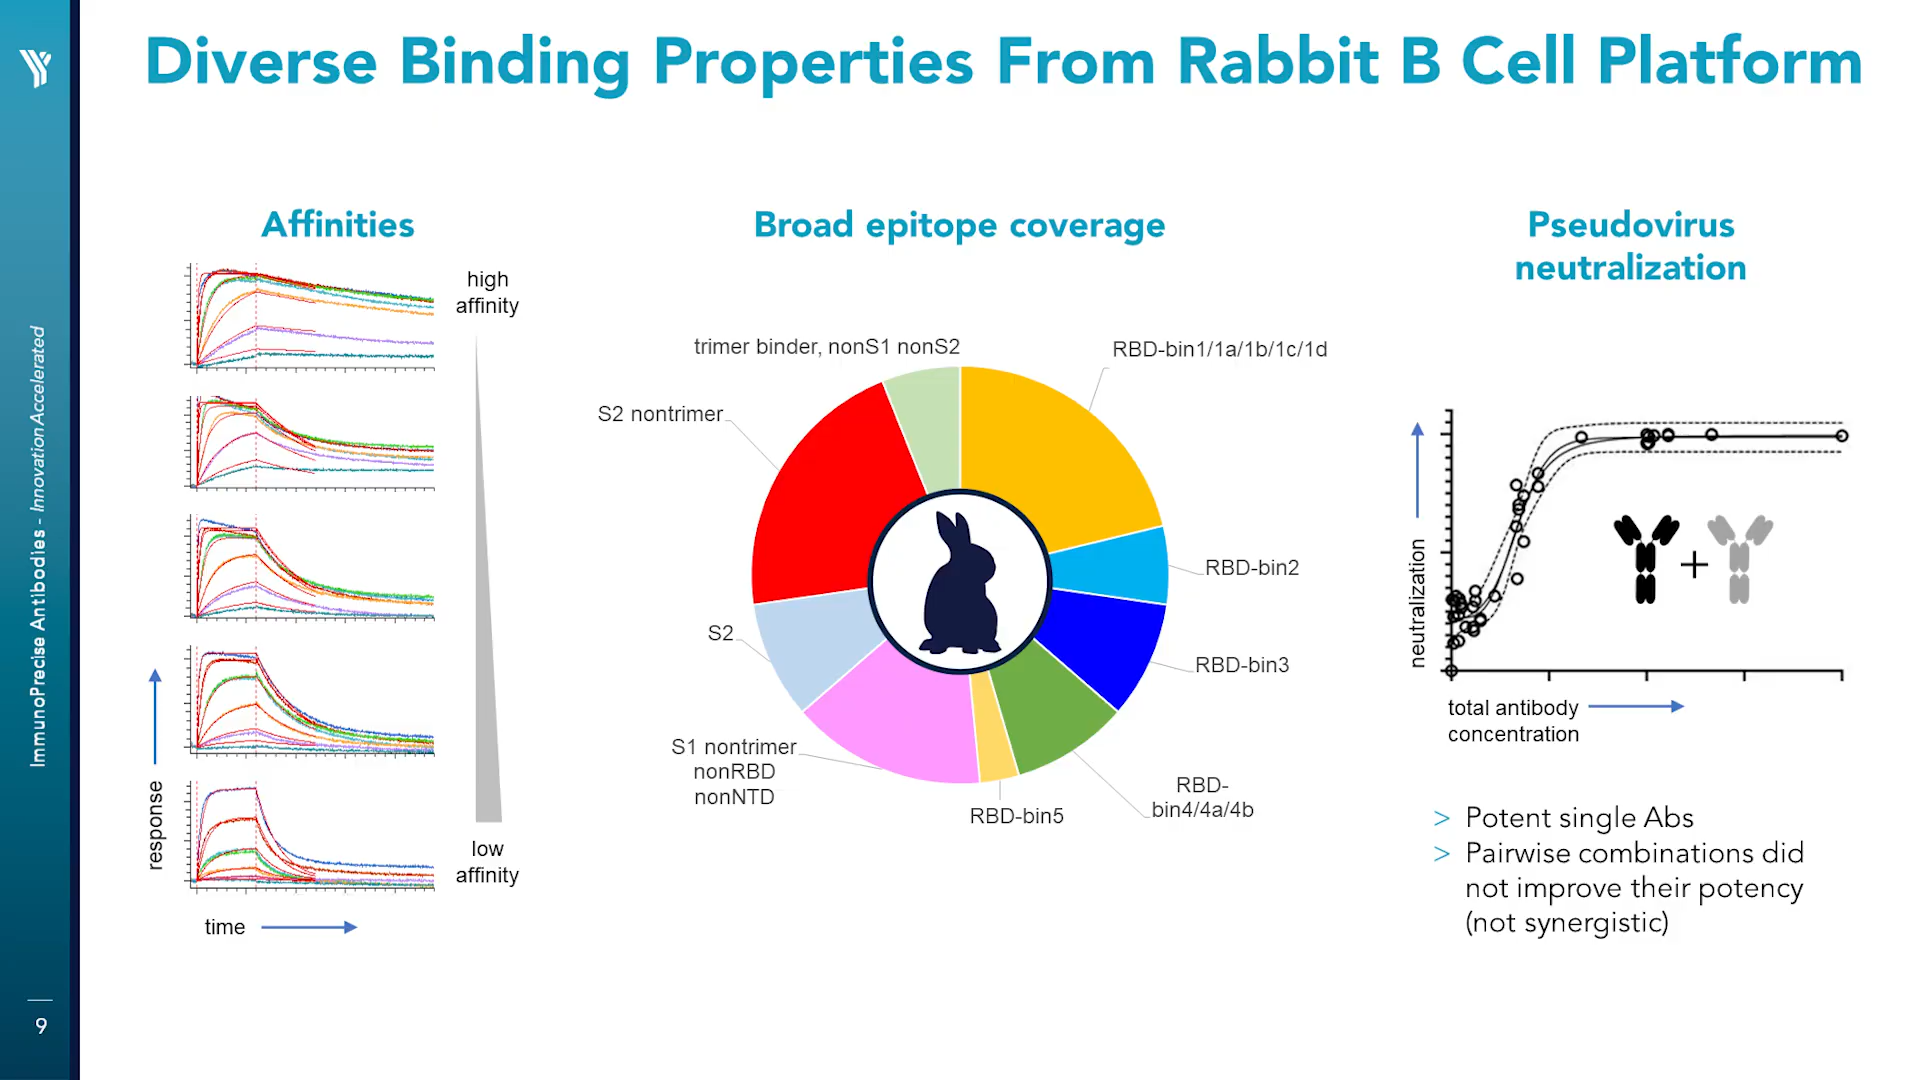 Diverse Binding Properties From Rabbit B Cell Platform
ImmunoPrecise Antibodies - Innovation Accelerated
9
Affinities
high
affinity
low
affinity
response
time
Broad epitope coverage
trimer binder, nonS1 nonS2
RBD-bin1/1a/1b/1c/1d
S2 nontrimer
RBD-bin2
S2
RBD-bin3
S1 nontrimer
nonRBD
nonNTD
RBD-bin5
RBD-
bin4/4a/4b
Pseudovirus
neutralization
neutralization
+
total antibody
concentration
> Potent single Abs
> Pairwise combinations did
not improve their potency
(not synergistic)